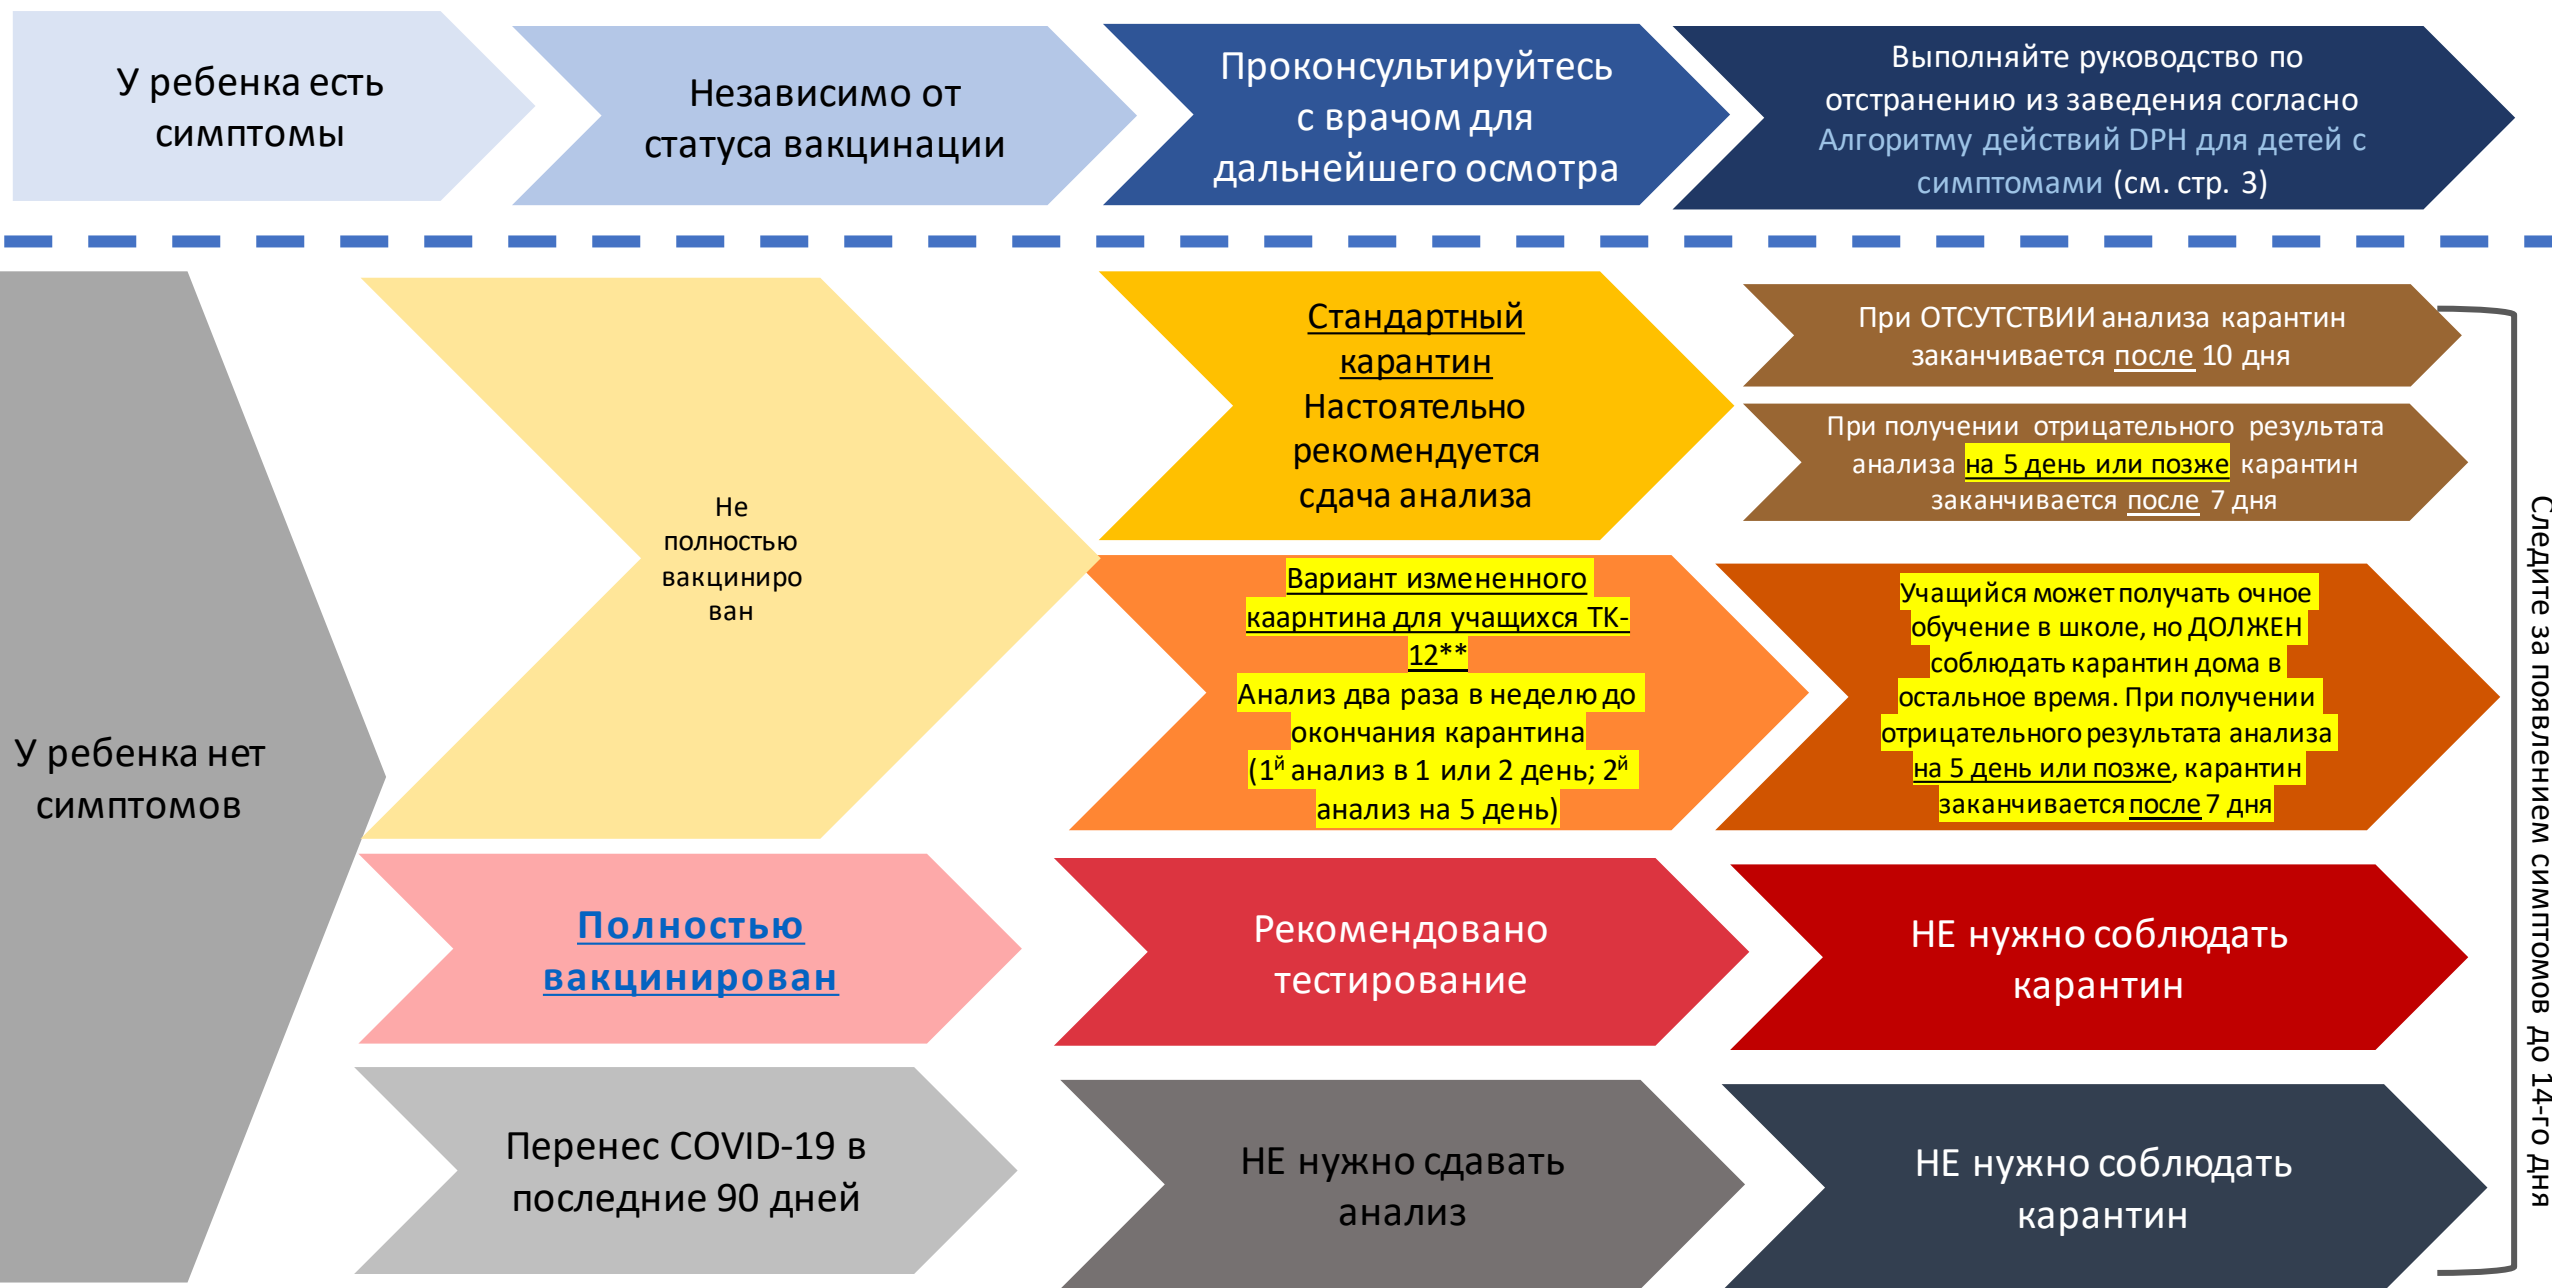 У ребенка есть
симптомы
Независимо от
статуса вакцинации
Проконсультируйтесь
с врачом для
дальнейшего осмотра
Выполняйте руководство по
отстранению из заведения согласно
Алгоритму действий DPH для детей с
симптомами (см. стр. 3)
У ребенка нет
симптомов
Не
полностью
вакциниро
ван
Стандартный
карантин
Настоятельно
рекомендуется
сдача анализа
При ОТСУТСТВИИ анализа карантин
заканчивается после 10 дня
При получении отрицательного результата
анализа на 5 день или позже карантин
заканчивается после 7 дня
Вариант измененного
каарнтина для учащихся TK-
12**
Анализ два раза в неделю до
окончания карантина
(1й анализ в 1 или 2 день; 2й
анализ на 5 день)
Учащийся может получать очное
обучение в школе, но ДОЛЖЕН
соблюдать карантин дома в
остальное время. При получении
отрицательного результата анализа
на 5 день или позже, карантин
заканчивается после 7 дня
Полностью
вакцинирован
Рекомендовано
тестирование
НЕ нужно соблюдать
карантин
Перенес COVID-19 в
последние 90 дней
НЕ нужно сдавать
анализ
НЕ нужно соблюдать
карантин
Следите за появлением симптомов до 14-го дня